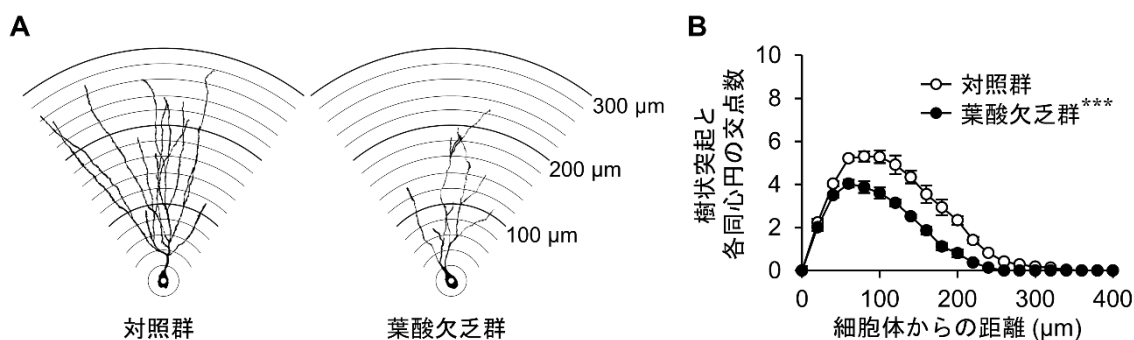 A
300 μm
200 μm
100 μm
対照群
葉酸欠乏群
B
樹状突起と
各同心円の交点数
10
8
6
4
2
0
対照群
葉酸欠乏群***
0
100
200
300
400
細胞体からの距離 (μm)